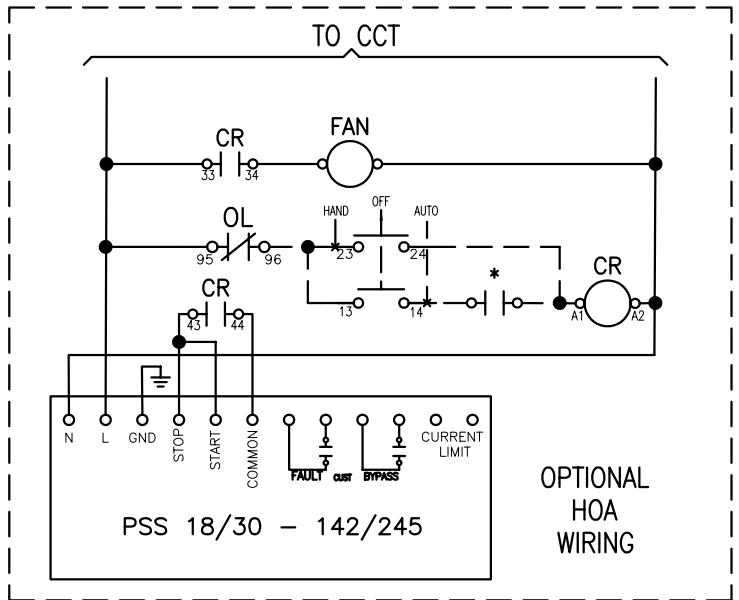 TO CCT
CR
FAN
33 34
OL
HAND
OFF
AUTO
95 96
23 24
*
CR
CR
43 44
13 14
A1 A2
N L GND STOP START COMMON
CURRENT
LIMIT
FAULT CUST BYPASS
PSS 18/30 - 142/245
OPTIONAL
HOA
WIRING